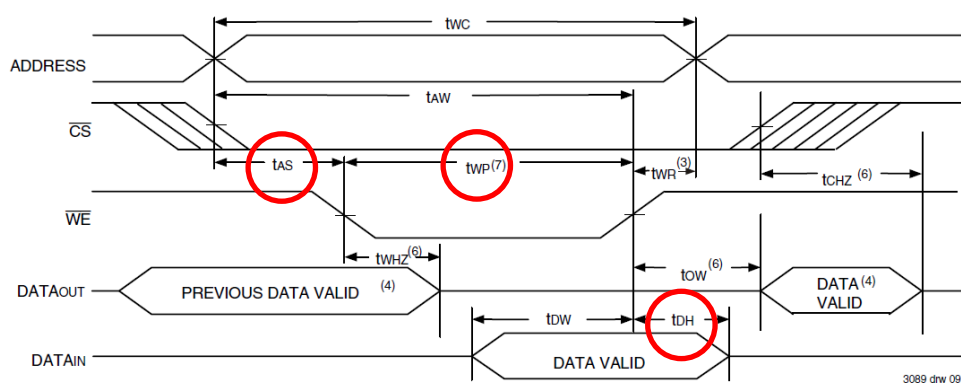 tWC
ADDRESS
tAW
CS
tAS
tWP(7)
tWR(3)
tCHZ(6)
WE
tWHZ(6)
tOW(6)
DATAOUT
PREVIOUS DATA VALID (4)
DATA(4)
VALID
tDW
tDH
DATAIN
DATA VALID
3089 drw 09